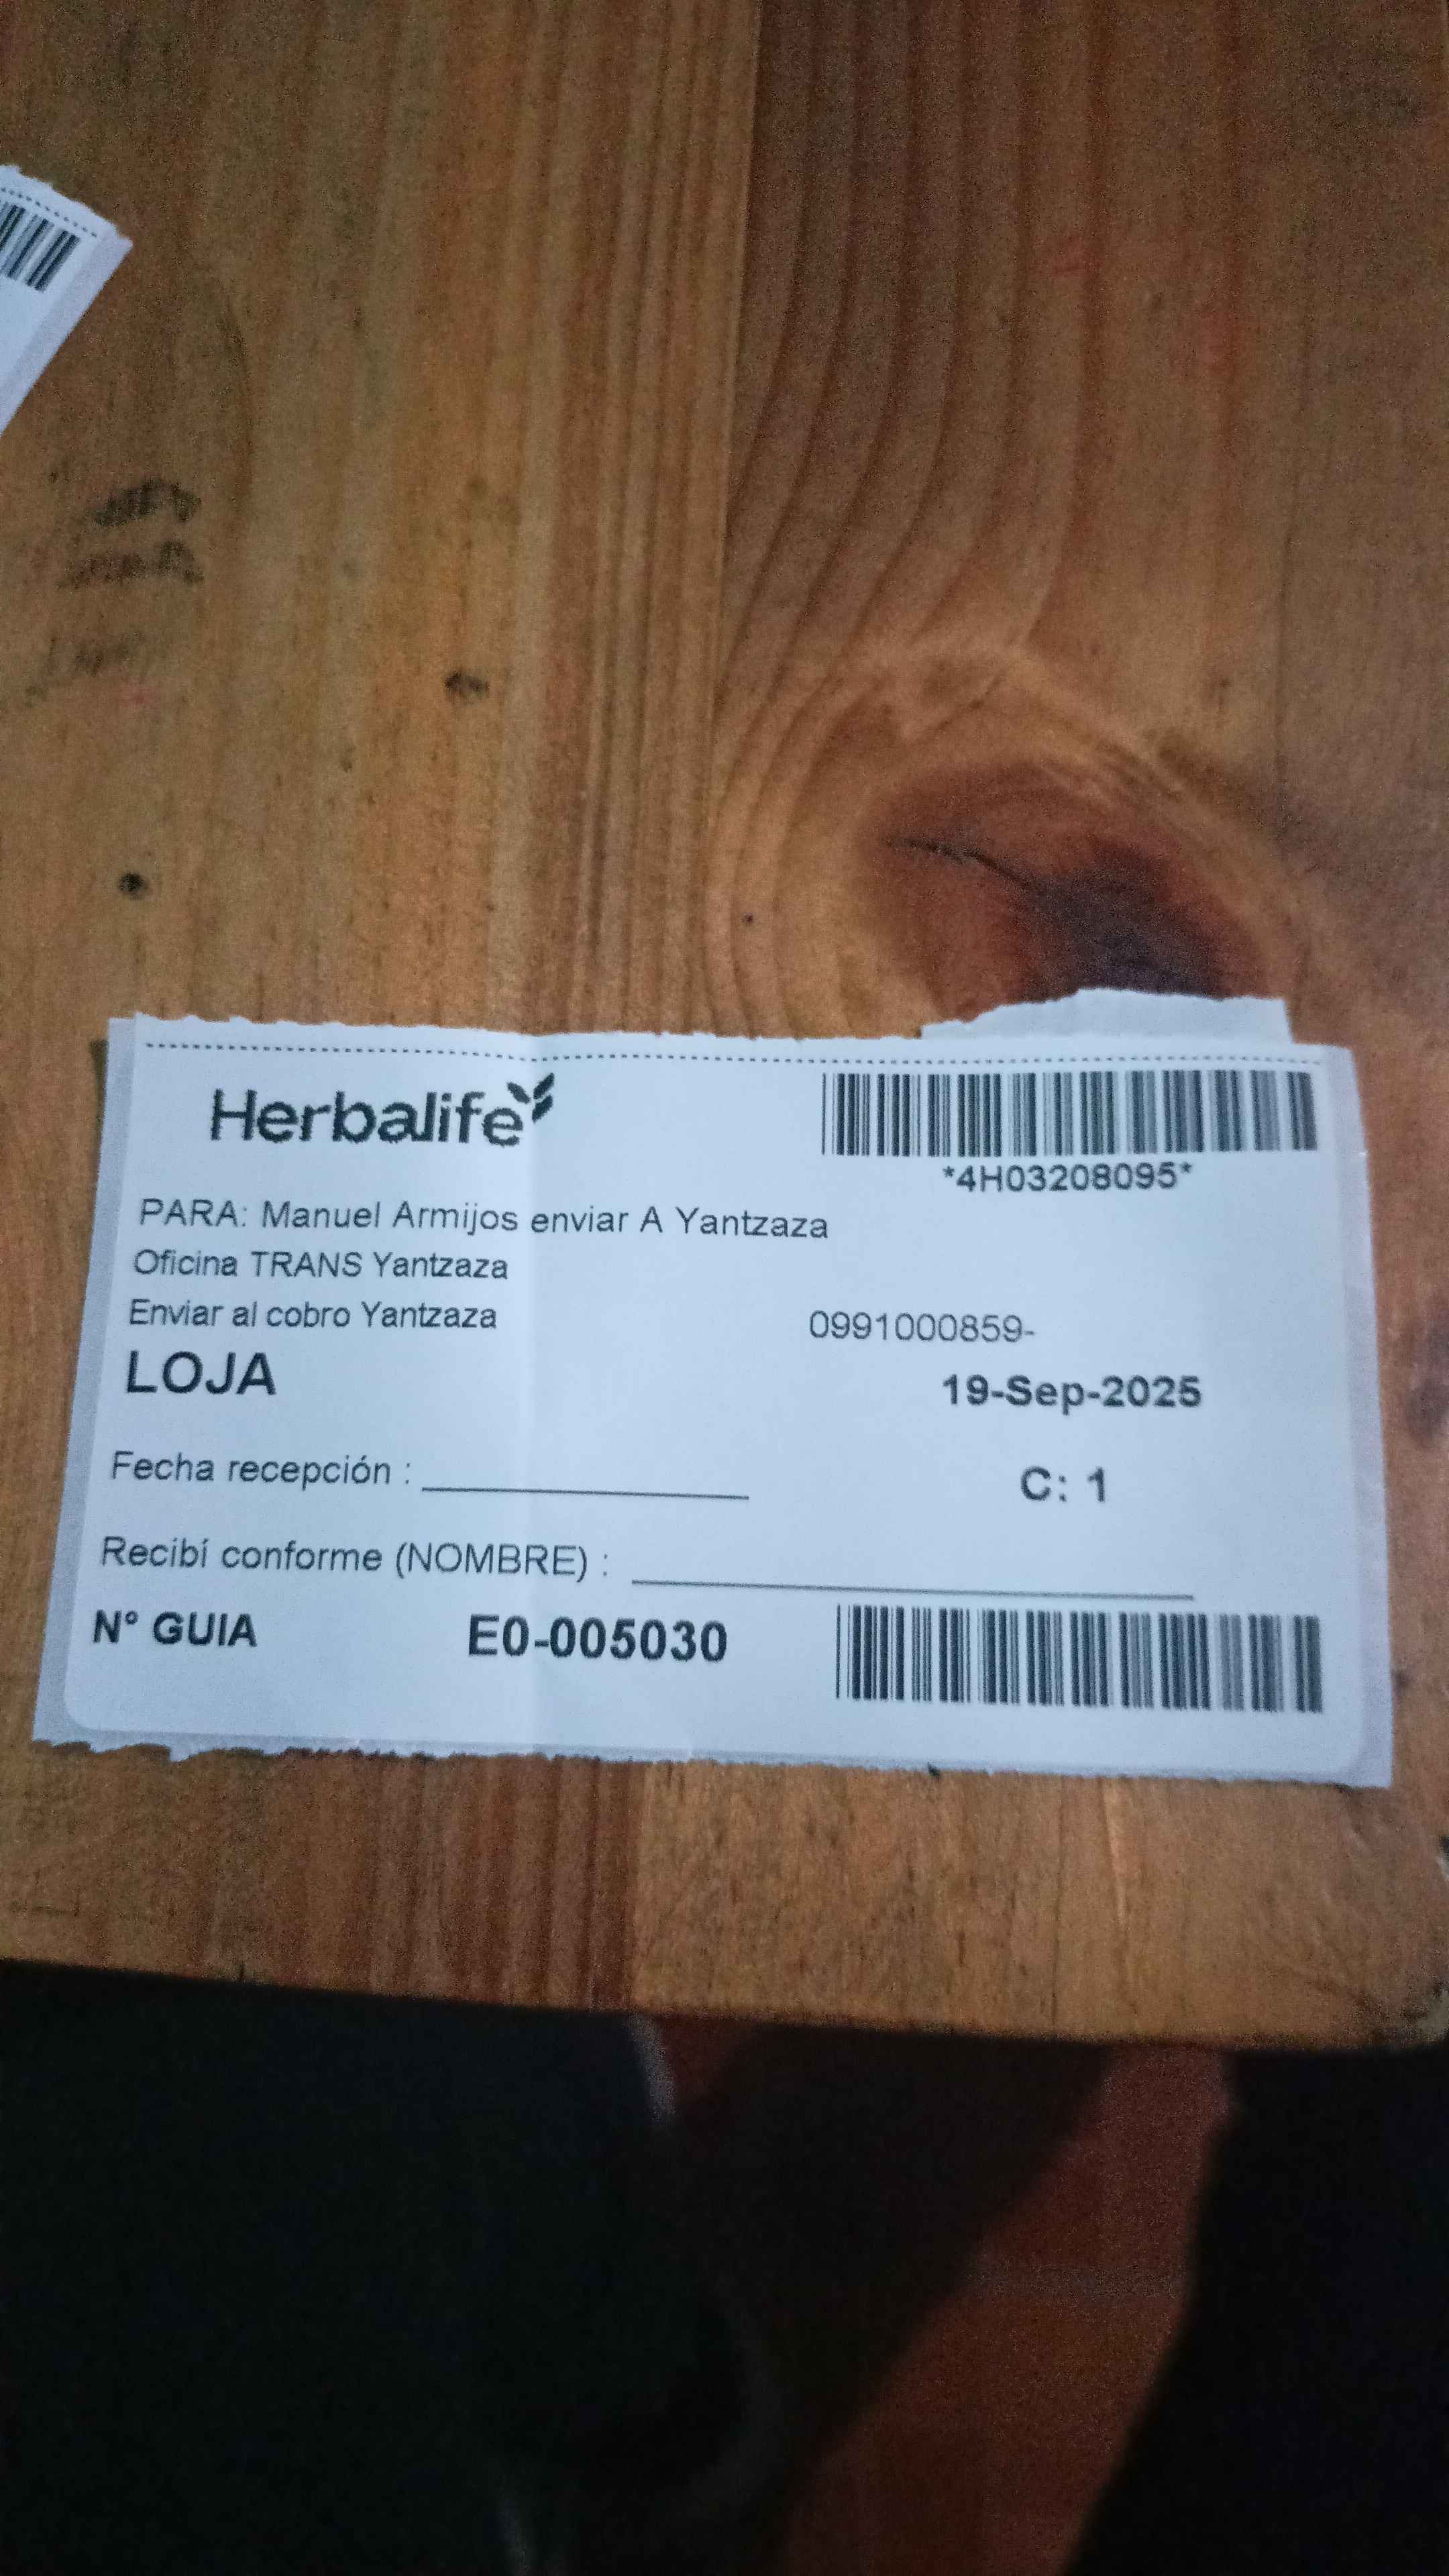 Herbalife
*4H03208095*
PARA: Manuel Armijos enviar A Yantzaza
Oficina TRANS Yantzaza
Enviar al cobro Yantzaza
0991000859-
LOJA
19-Sep-2025
Fecha recepción :
C: 1
Recibí conforme (NOMBRE) :
N° GUIA E0-005030